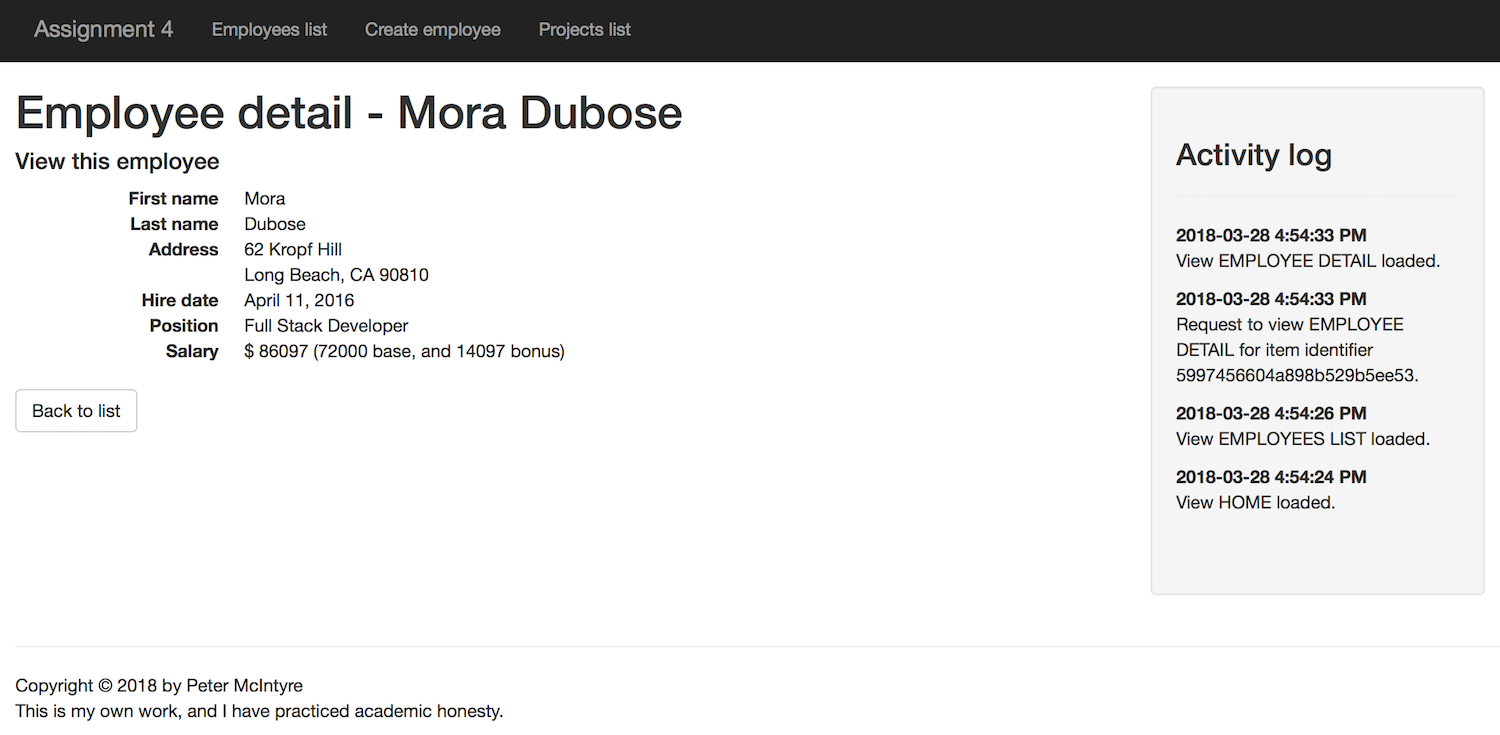 Assignment 4 Employees list Create employee Projects list
Employee detail - Mora Dubose
View this employee
First name Mora
Last name Dubose
Address 62 Kropf Hill
Long Beach, CA 90810
Hire date April 11, 2016
Position Full Stack Developer
Salary $ 86097 (72000 base, and 14097 bonus)
Back to list
Activity log
2018-03-28 4:54:33 PM
View EMPLOYEE DETAIL loaded.
2018-03-28 4:54:33 PM
Request to view EMPLOYEE
DETAIL for item identifier
5997456604a898b529b5ee53.
2018-03-28 4:54:26 PM
View EMPLOYEES LIST loaded.
2018-03-28 4:54:24 PM
View HOME loaded.
Copyright © 2018 by Peter McIntyre
This is my own work, and I have practiced academic honesty.